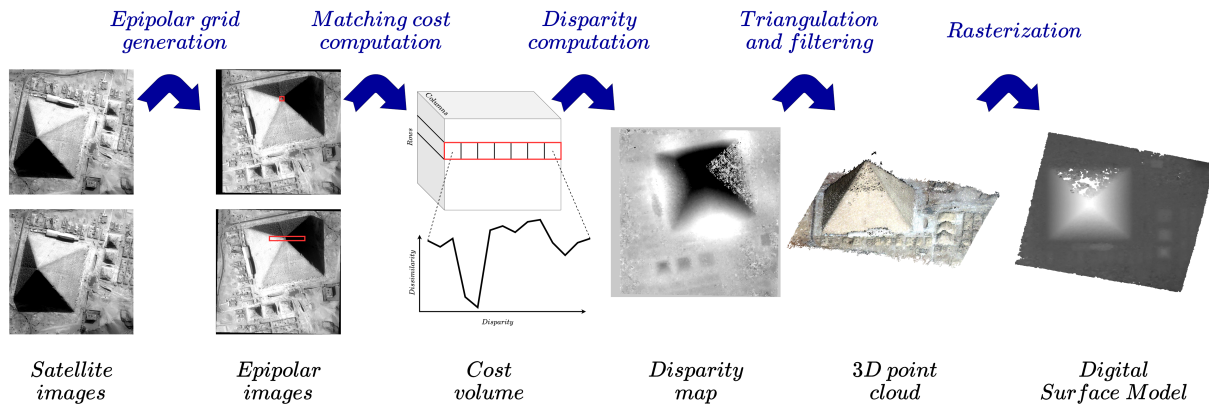 Epipolar grid
generation
Matching cost
computation
Disparity
computation
Triangulation
and filtering
Rasterization
Columns
Rows
Dissimilarity
Disparity
Satellite
images
Epipolar
images
Cost
volume
Disparity
map
3D point
cloud
Digital
Surface Model